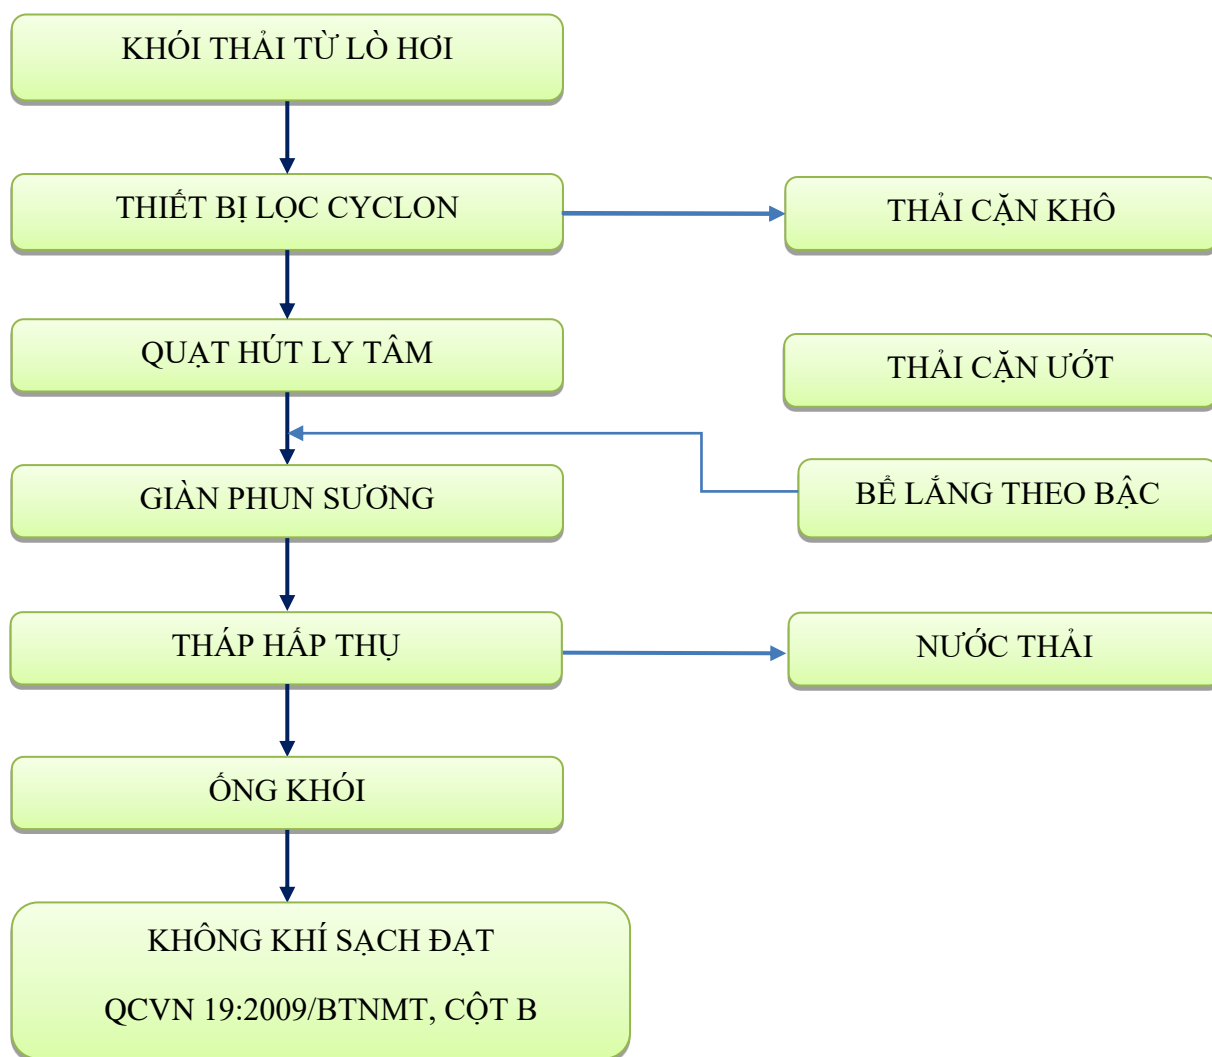 KHÓI THẢI TỪ LÒ HƠI
THIẾT BỊ LỌC CYCLON
THẢI CẶN KHÔ
QUẠT HÚT LY TÂM
THẢI CẶN ƯỚT
GIÀN PHUN SƯƠNG
BỂ LẮNG THEO BẬC
THÁP HẤP THỤ
NƯỚC THẢI
ỐNG KHÓI
KHÔNG KHÍ SẠCH ĐẠT
QCVN 19:2009/BTNMT, CỘT B